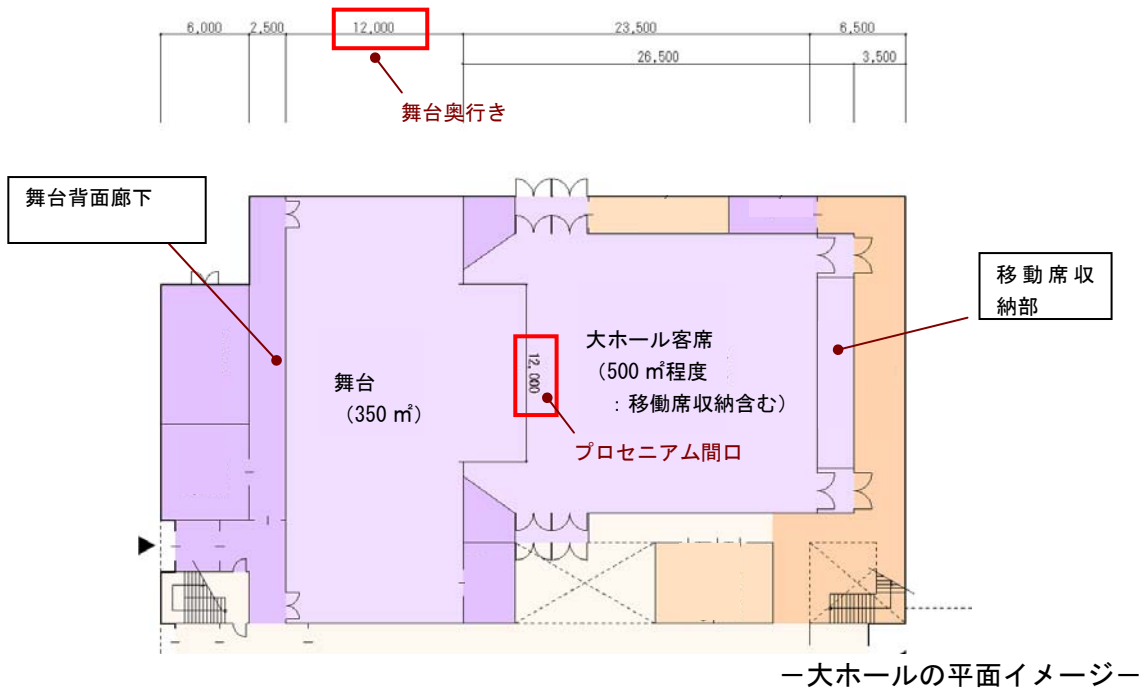 6,000 2,500 12,000 23,500 6,500
26,500 3,500
舞台奥行き
舞台背面廊下
移動席収
納部
大ホール客席
(500 ㎡程度
：移働席収納含む)
12,000
舞台
(350 ㎡)
プロセニアム間口
－大ホールの平面イメージ－